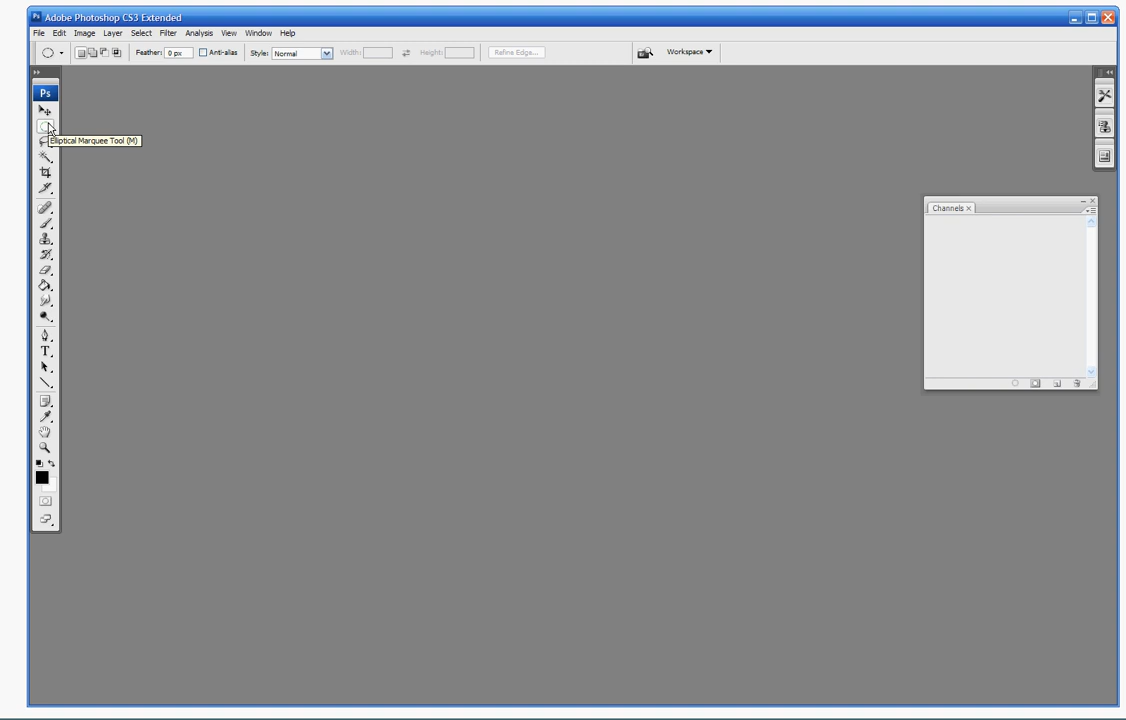 Ps Adobe Photoshop CS3 Extended
File Edit Image Layer Select Filter Analysis View Window Help
Feather: 0 px Anti-alias Style: Normal Width: Height: Refine Edge... Workspace
Ps
Elliptical Marquee Tool (M)
T
Channels